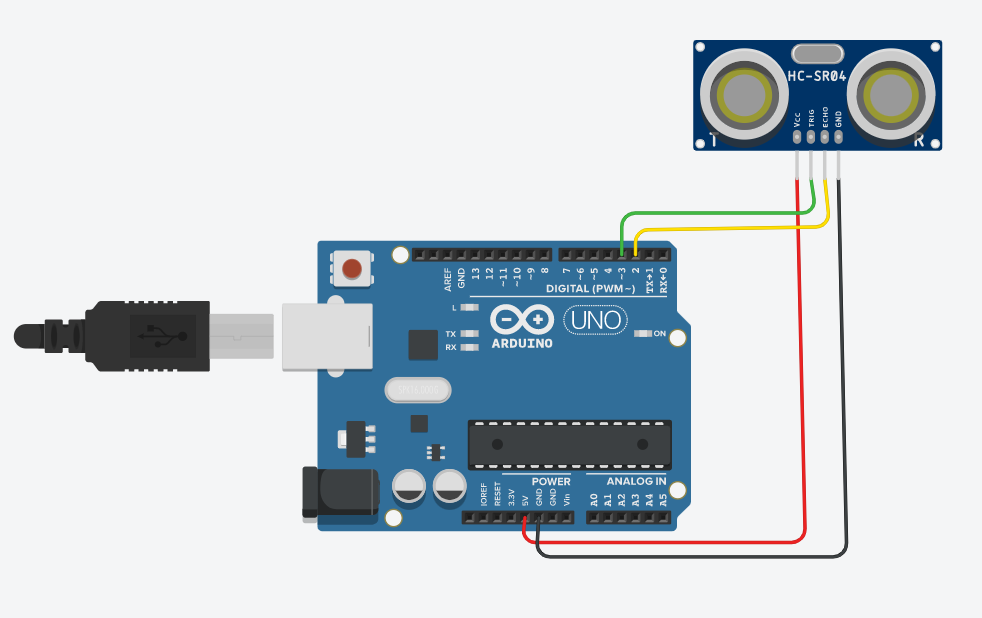 HC-SR04
VCC
TRIG
ECHO
GND
T
R
AREF
GND
13
12
~11
~10
~9
8
7
~6
~5
4
~3
2
TX→1
RX←0
DIGITAL (PWM~)
L
TX
RX
ARDUINO
UNO
ON
POWER
ANALOG IN
IOREF
RESET
3.3V
5V
GND
GND
Vin
A0
A1
A2
A3
A4
A5